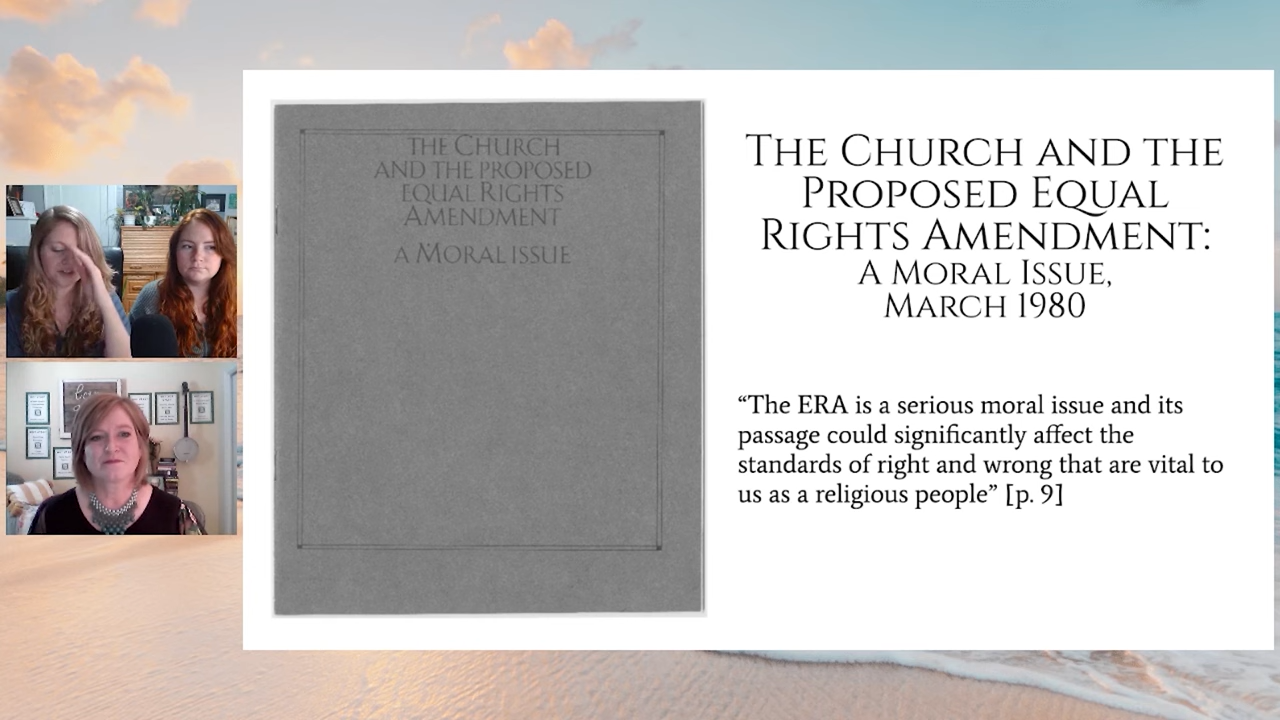 THE CHURCH
AND THE PROPOSED
EQUAL RIGHTS
AMENDMENT
A MORAL ISSUE
THE CHURCH AND THE
PROPOSED EQUAL
RIGHTS AMENDMENT:
A MORAL ISSUE,
MARCH 1980
“The ERA is a serious moral issue and its
passage could significantly affect the
standards of right and wrong that are vital to
us as a religious people” [p. 9]